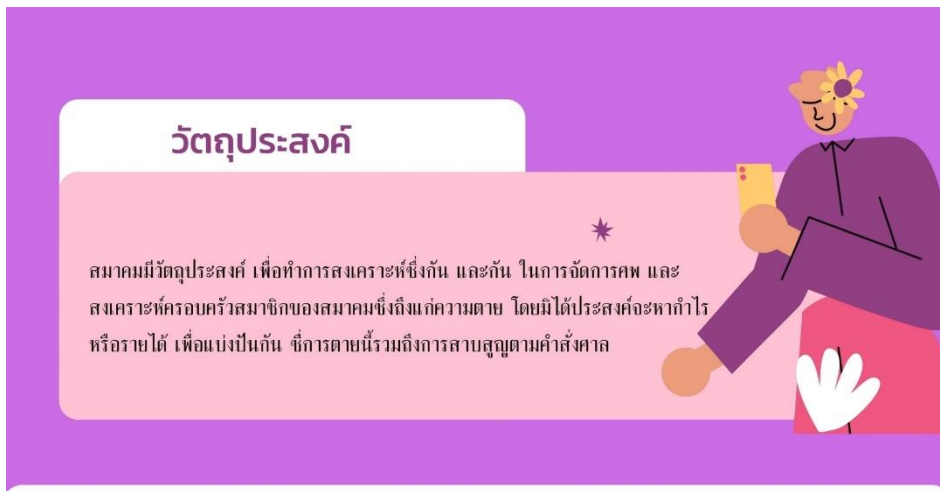 วัตถุประสงค์
สมาคมมีวัตถุประสงค์ เพื่อทำการสงเคราะห์ซึ่งกัน และกัน ในการจัดการศพ และ
สงเคราะห์ครอบครัวสมาชิกของสมาคมซึ่งถึงแก่ความตาย โดยมิได้ประสงค์จะหากำไร
หรือรายได้ เพื่อแบ่งปันกัน ซึ่การตายนี้รวมถึงการสาบสูญตามคำสั่งศาล